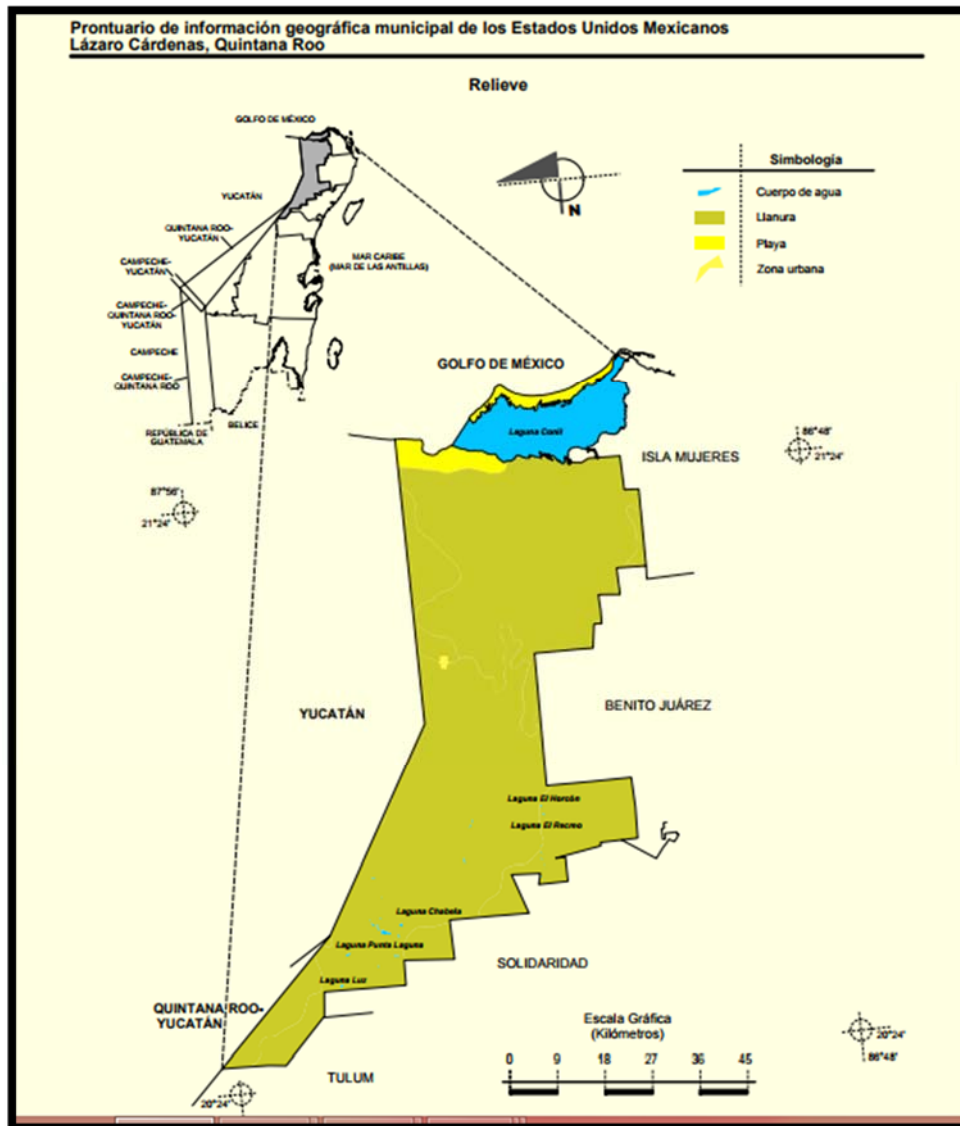 Prontuario de información geográfica municipal de los Estados Unidos Mexicanos
Lázaro Cárdenas, Quintana Roo
Relieve
GOLFO DE MÉXICO
YUCATÁN
QUINTANA ROO-
YUCATÁN
CAMPECHE-
YUCATÁN
CAMPECHE-
QUINTANA ROO-
YUCATÁN
CAMPECHE
CAMPECHE-
QUINTANA ROO
REPÚBLICA DE
GUATEMALA
BELICE
MAR CARIBE
(MAR DE LAS ANTILLAS)
N
Simbología
Cuerpo de agua
Llanura
Playa
Zona urbana
GOLFO DE MÉXICO
Laguna Conil
ISLA MUJERES
86°48'
21°24'
87°56'
21°24'
YUCATÁN
BENITO JUÁREZ
Laguna El Horcón
Laguna El Recreo
Laguna Chabela
Laguna Punta Laguna
Laguna Luz
SOLIDARIDAD
QUINTANA ROO-
YUCATÁN
TULUM
20°24'
Escala Gráfica
(Kilómetros)
0 9 18 27 36 45
20°24'
86°48'